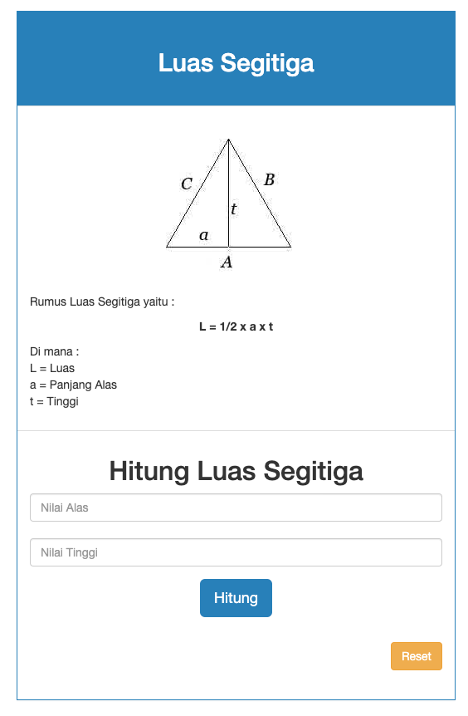 Luas Segitiga
C
B
t
a
A
Rumus Luas Segitiga yaitu :
L = 1/2 x a x t
Di mana :
L = Luas
a = Panjang Alas
t = Tinggi
Hitung Luas Segitiga
Nilai Alas
Nilai Tinggi
Hitung
Reset